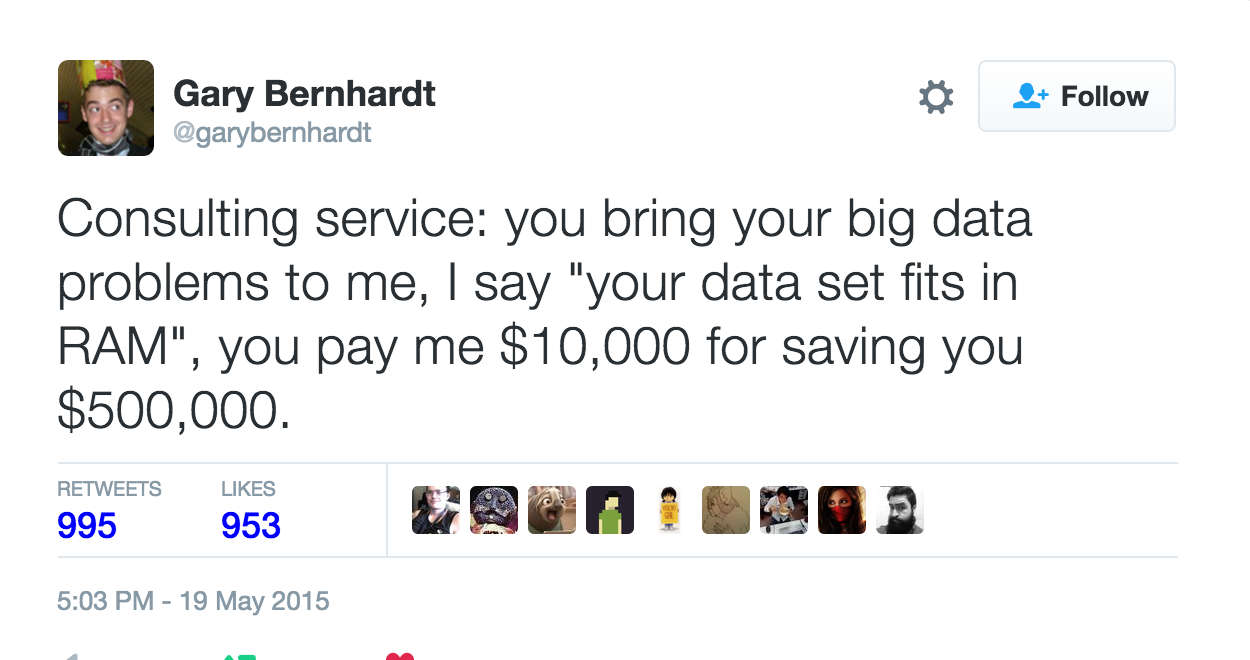 Gary Bernhardt
@garybernhardt
Follow
Consulting service: you bring your big data
problems to me, I say "your data set fits in
RAM", you pay me $10,000 for saving you
$500,000.
RETWEETS LIKES
995 953
5:03 PM - 19 May 2015